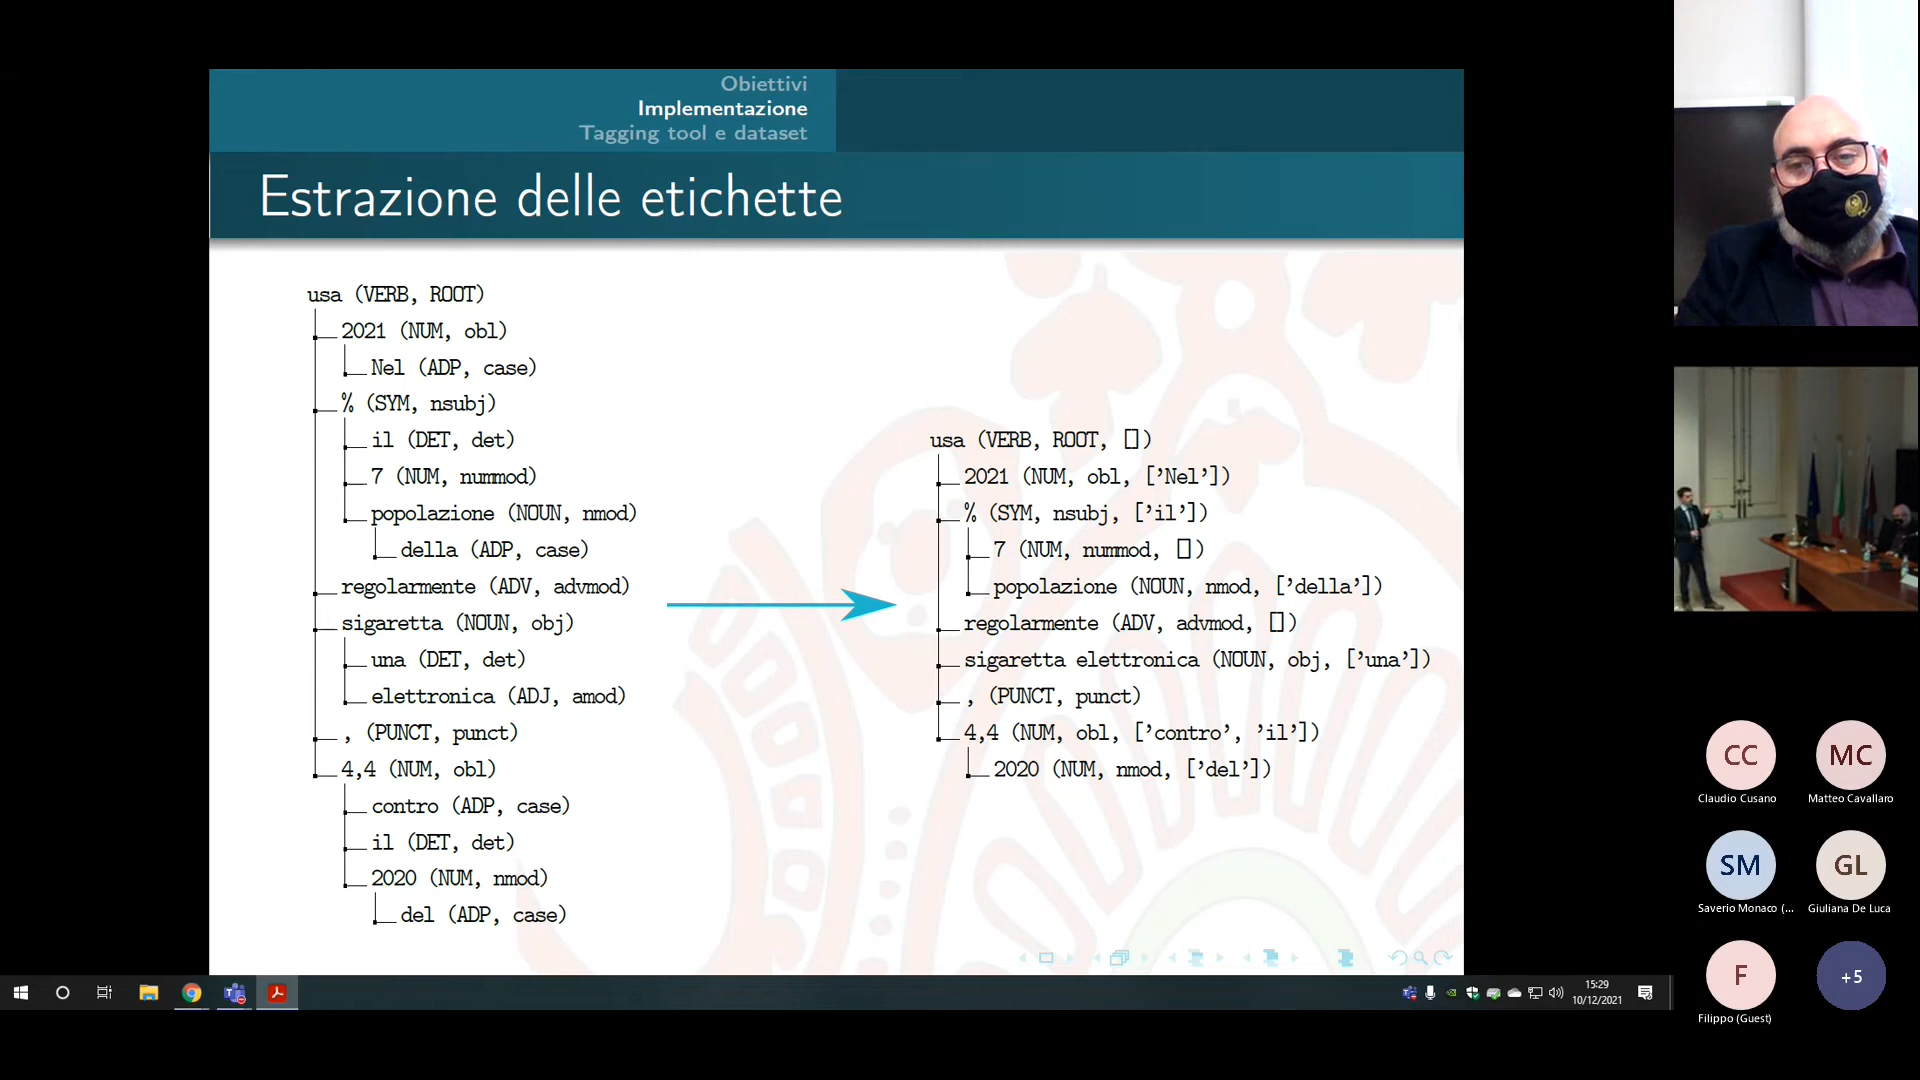 Obiettivi
Implementazione
Tagging tool e dataset
Estrazione delle etichette
usa (VERB, ROOT)
2021 (NUM, obl)
Nel (ADP, case)
% (SYM, nsubj)
il (DET, det)
7 (NUM, nummod)
popolazione (NOUN, nmod)
della (ADP, case)
regolarmente (ADV, advmod)
sigaretta (NOUN, obj)
una (DET, det)
elettronica (ADJ, amod)
, (PUNCT, punct)
4,4 (NUM, obl)
contro (ADP, case)
il (DET, det)
2020 (NUM, nmod)
del (ADP, case)
usa (VERB, ROOT, [])
2021 (NUM, obl, ['Nel'])
% (SYM, nsubj, ['il'])
7 (NUM, nummod, [])
popolazione (NOUN, nmod, ['della'])
regolarmente (ADV, advmod, [])
sigaretta elettronica (NOUN, obj, ['una'])
, (PUNCT, punct)
4,4 (NUM, obl, ['contro', 'il'])
2020 (NUM, nmod, ['del'])
CC
Claudio Cusano
MC
Matteo Cavallaro
SM
Saverio Monaco (...
GL
Giuliana De Luca
F
Filippo (Guest)
+5
15:29
10/12/2021